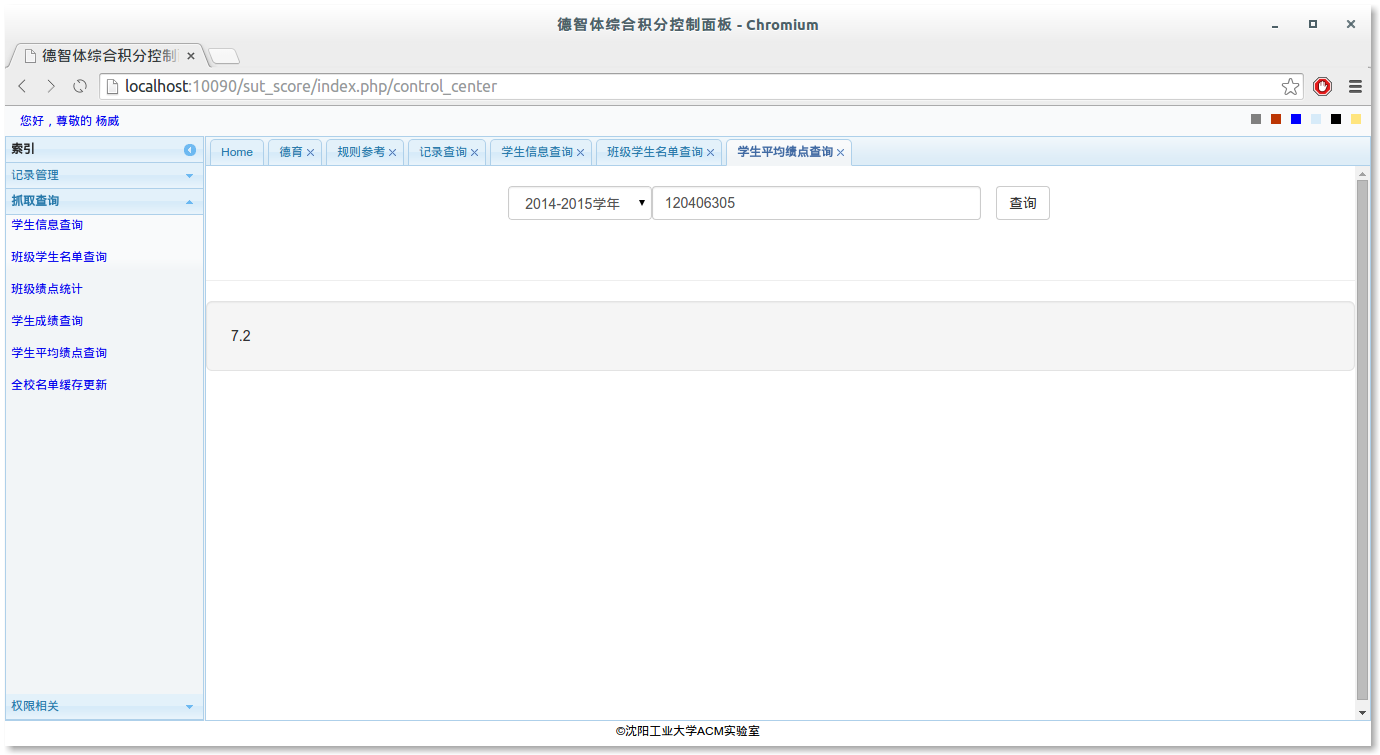 德智体综合积分控制面板 - Chromium
德智体综合积分控制
localhost:10090/sut_score/index.php/control_center
您好，尊敬的 杨威
索引
Home 德育 规则参考 记录查询 学生信息查询 班级学生名单查询 学生平均绩点查询
记录管理
抓取查询
学生信息查询
班级学生名单查询
班级绩点统计
学生成绩查询
学生平均绩点查询
全校名单缓存更新
权限相关
2014-2015学年 120406305 查询
7.2
©沈阳工业大学ACM实验室